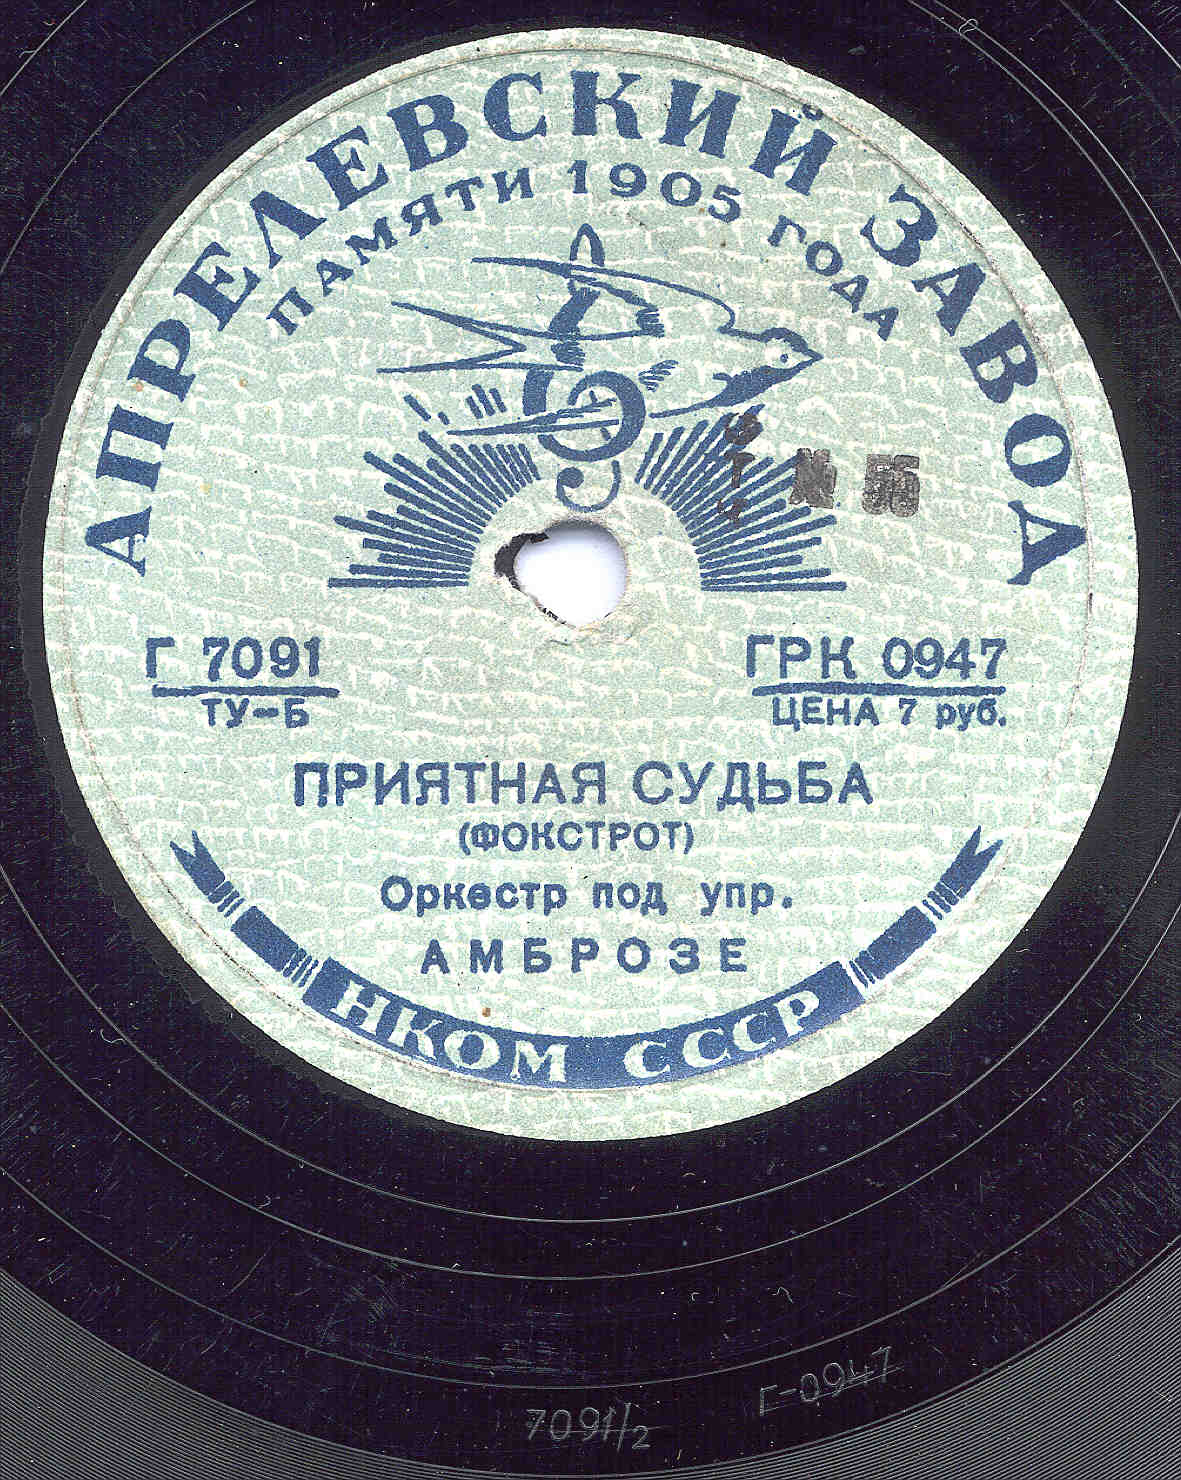 АПРЕЛЕВСКИЙ ЗАВОД
ПАМЯТИ 1905 ГОДА
№ 56
Г 7091
ТУ-Б
ГРК 0947
ЦЕНА 7 руб.
ПРИЯТНАЯ СУДЬБА
(ФОКСТРОТ)
Оркестр под упр.
АМБРОЗЕ
НКОМ СССР
Г-0947
7091/2